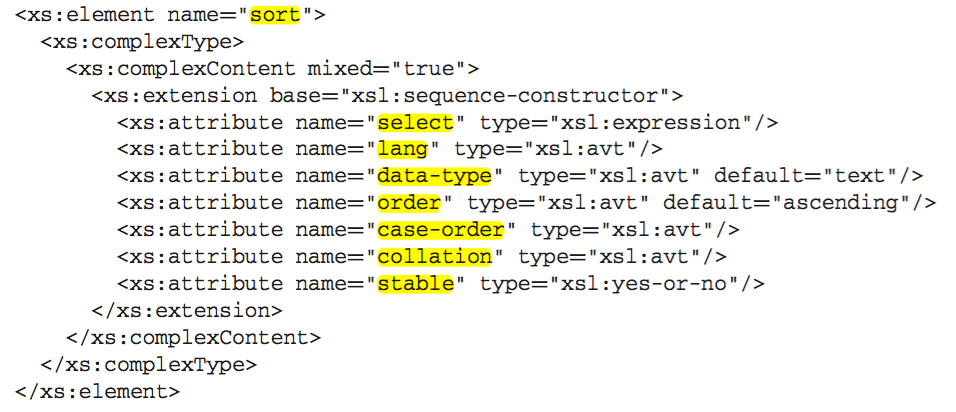 <xs:element name="sort">
<xs:complexType>
<xs:complexContent mixed="true">
<xs:extension base="xsl:sequence-constructor">
<xs:attribute name="select" type="xsl:expression"/>
<xs:attribute name="lang" type="xsl:avt"/>
<xs:attribute name="data-type" type="xsl:avt" default="text"/>
<xs:attribute name="order" type="xsl:avt" default="ascending"/>
<xs:attribute name="case-order" type="xsl:avt"/>
<xs:attribute name="collation" type="xsl:avt"/>
<xs:attribute name="stable" type="xsl:yes-or-no"/>
</xs:extension>
</xs:complexContent>
</xs:complexType>
</xs:element>